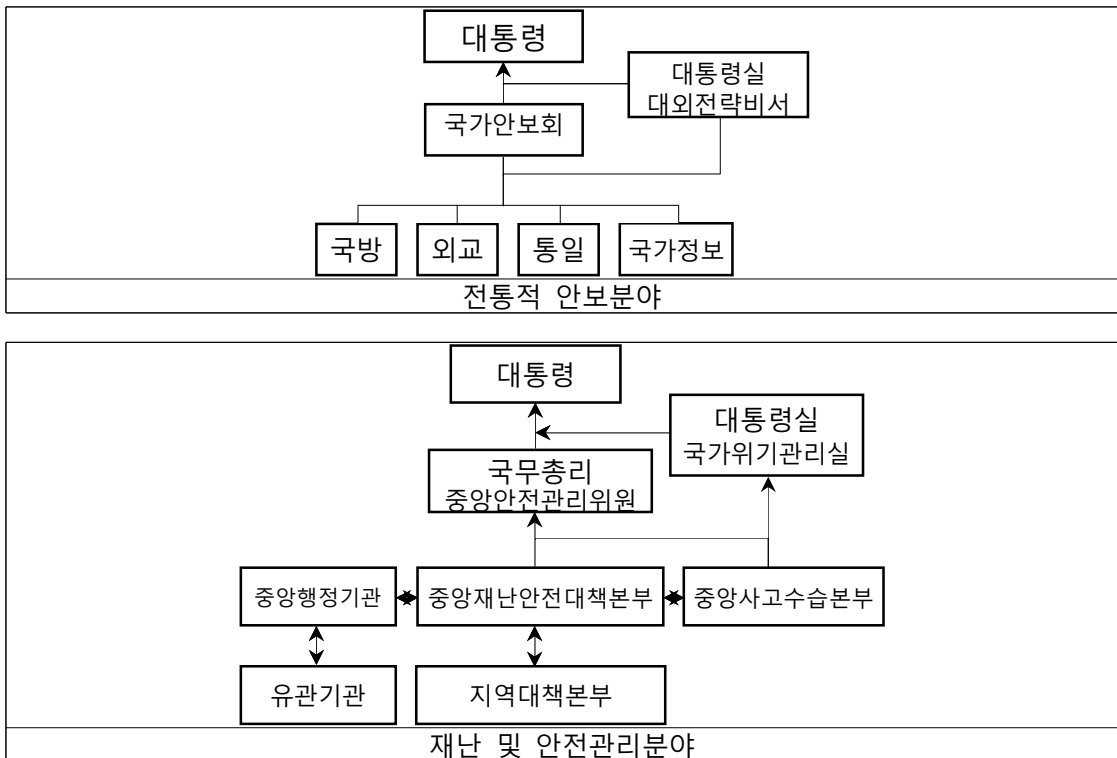 대통령
대통령실
대외전략비서
국가안보회
국방
외교
통일
국가정보
전통적 안보분야
대통령
대통령실
국가위기관리실
국무총리
중앙안전관리위원
중앙행정기관
중앙재난안전대책본부
중앙사고수습본부
유관기관
지역대책본부
재난 및 안전관리분야